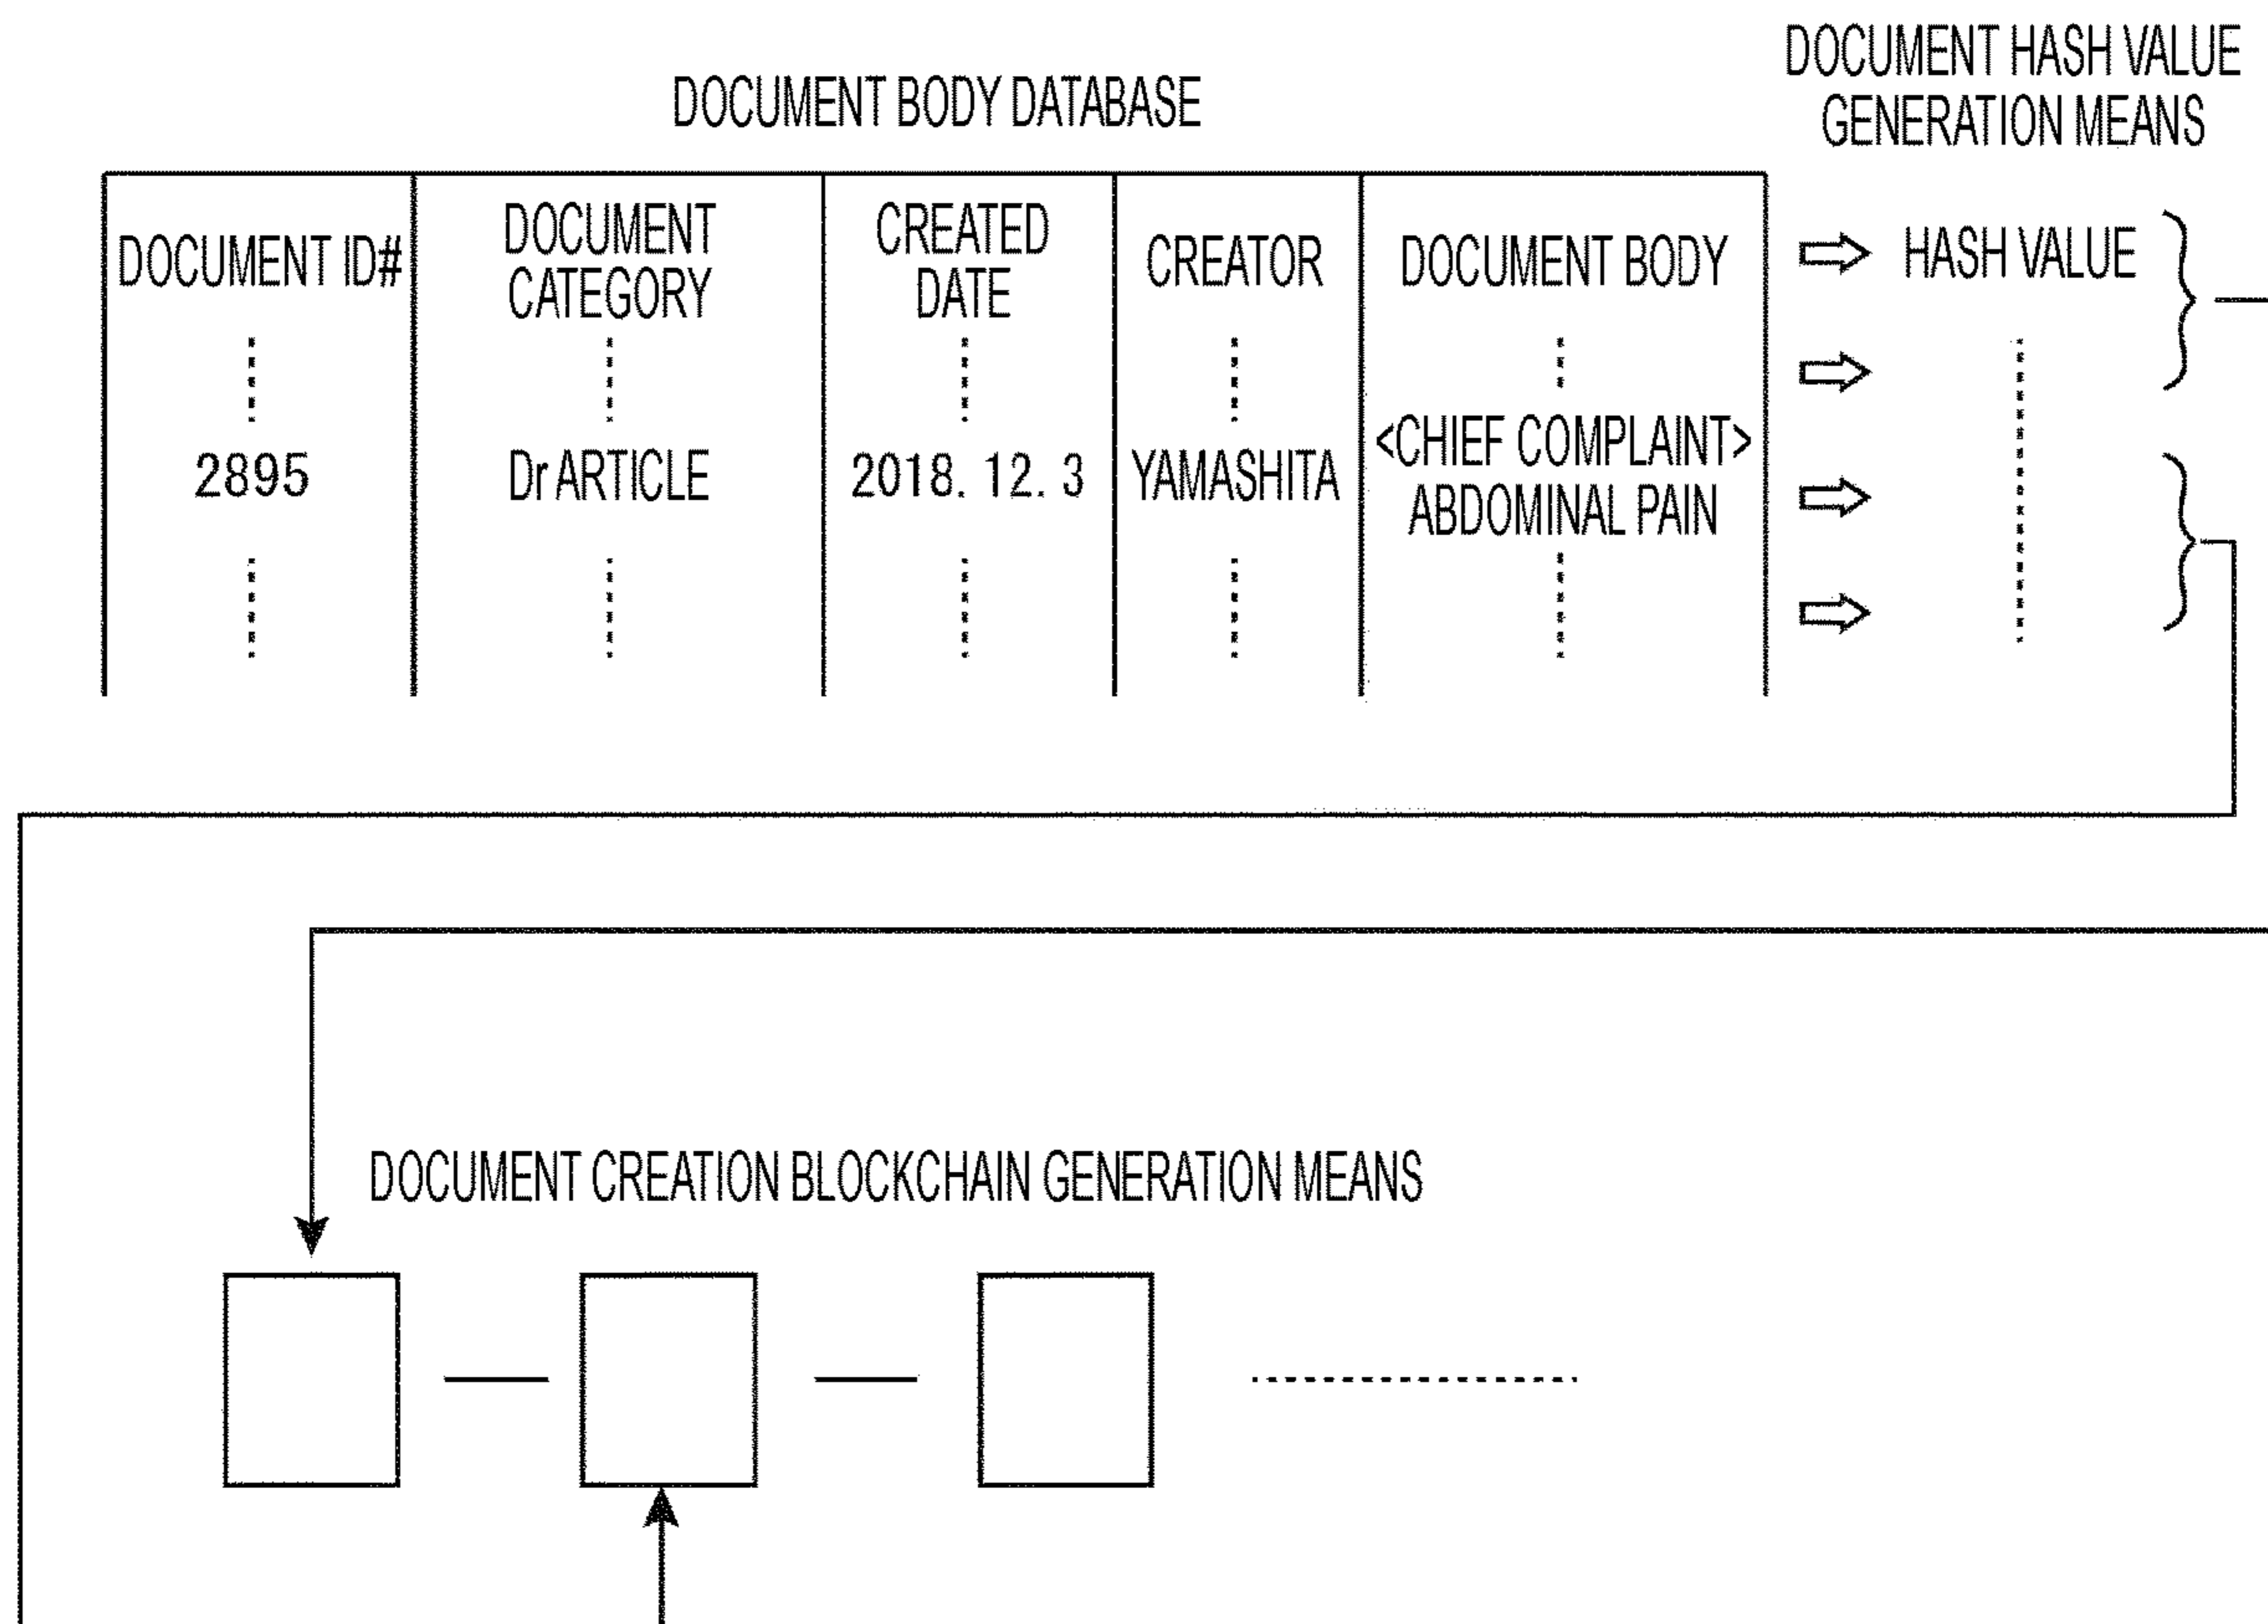 DOCUMENT HASH VALUE
GENERATION MEANS
DOCUMENT BODY DATABASE
DOCUMENT ID#
DOCUMENT
CATEGORY
CREATED
DATE
CREATOR
DOCUMENT BODY
HASH VALUE
2895
Dr ARTICLE
2018. 12. 3
YAMASHITA
<CHIEF COMPLAINT>
ABDOMINAL PAIN
DOCUMENT CREATION BLOCKCHAIN GENERATION MEANS